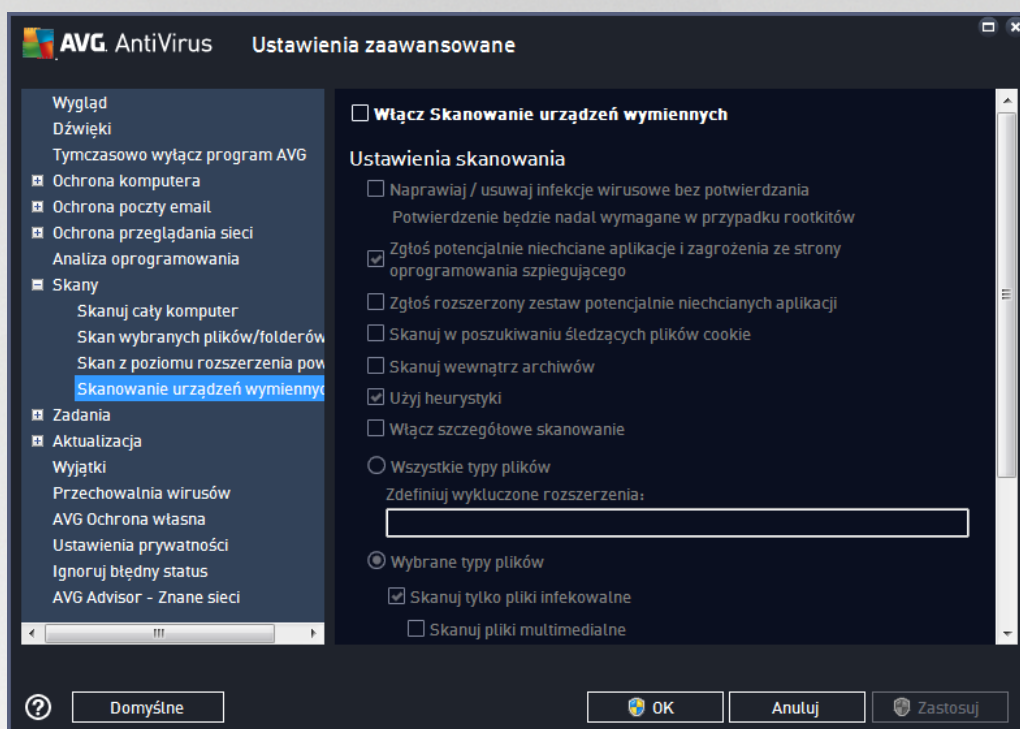 AVG. AntiVirus
Ustawienia zaawansowane
Wygląd
Dźwięki
Tymczasowo wyłącz program AVG
Ochrona komputera
Ochrona poczty email
Ochrona przeglądania sieci
Analiza oprogramowania
Skany
Skanuj cały komputer
Skan wybranych plików/folderów
Skan z poziomu rozszerzenia pow
Skanowanie urządzeń wymiennyc
Zadania
Aktualizacja
Wyjątki
Przechowalnia wirusów
AVG Ochrona własna
Ustawienia prywatności
Ignoruj błędny status
AVG Advisor - Znane sieci
Włącz Skanowanie urządzeń wymiennych
Ustawienia skanowania
Naprawiaj / usuwaj infekcje wirusowe bez potwierdzania
Potwierdzenie będzie nadal wymagane w przypadku rootkitów
Zgłoś potencjalnie niechciane aplikacje i zagrożenia ze strony
oprogramowania szpiegującego
Zgłoś rozszerzony zestaw potencjalnie niechcianych aplikacji
Skanuj w poszukiwaniu śledzących plików cookie
Skanuj wewnątrz archiwów
Użyj heurystyki
Włącz szczegółowe skanowanie
Wszystkie typy plików
Zdefiniuj wykluczone rozszerzenia:
Wybrane typy plików
Skanuj tylko pliki infekowalne
Skanuj pliki multimedialne
Domyślne
OK
Anuluj
Zastosuj